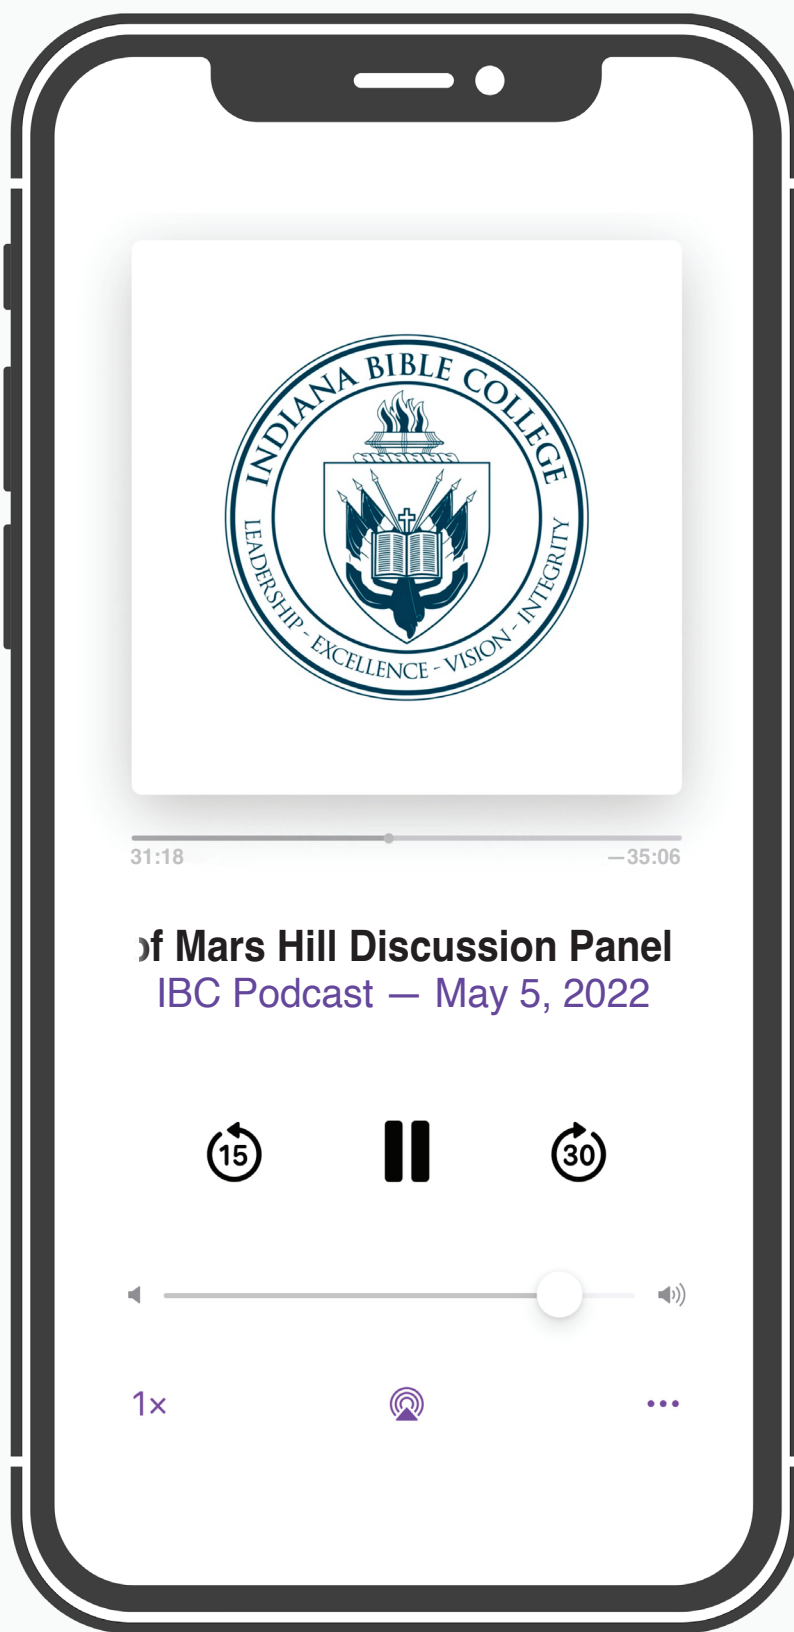 INDIANA BIBLE COLLEGE
LEADERSHIP - EXCELLENCE - VISION - INTEGRITY
31:18
—35:06
of Mars Hill Discussion Panel
IBC Podcast — May 5, 2022
15
30
1×